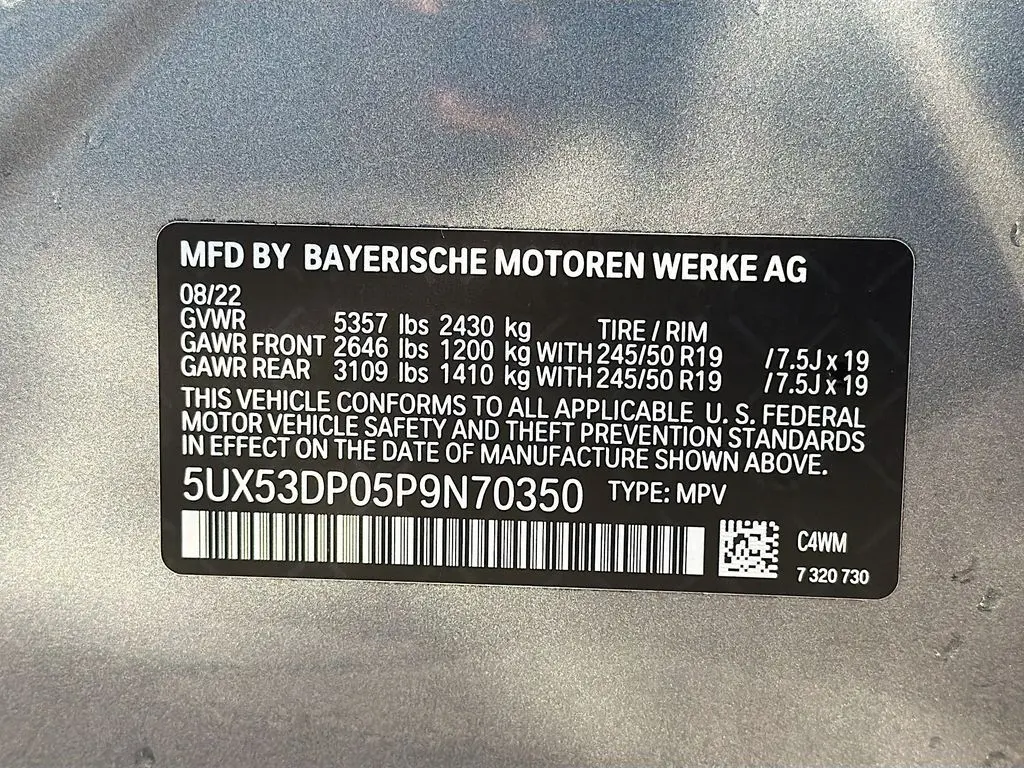 MFD BY BAYERISCHE MOTOREN WERKE AG
08/22
GVWR 5357 lbs 2430 kg TIRE / RIM
GAWR FRONT 2646 lbs 1200 kg WITH 245/50 R19 / 7.5J x 19
GAWR REAR 3109 lbs 1410 kg WITH 245/50 R19 / 7.5J x 19
THIS VEHICLE CONFORMS TO ALL APPLICABLE U. S. FEDERAL
MOTOR VEHICLE SAFETY AND THEFT PREVENTION STANDARDS
IN EFFECT ON THE DATE OF MANUFACTURE SHOWN ABOVE.
5UX53DP05P9N70350 TYPE: MPV
C4WM
7 320 730